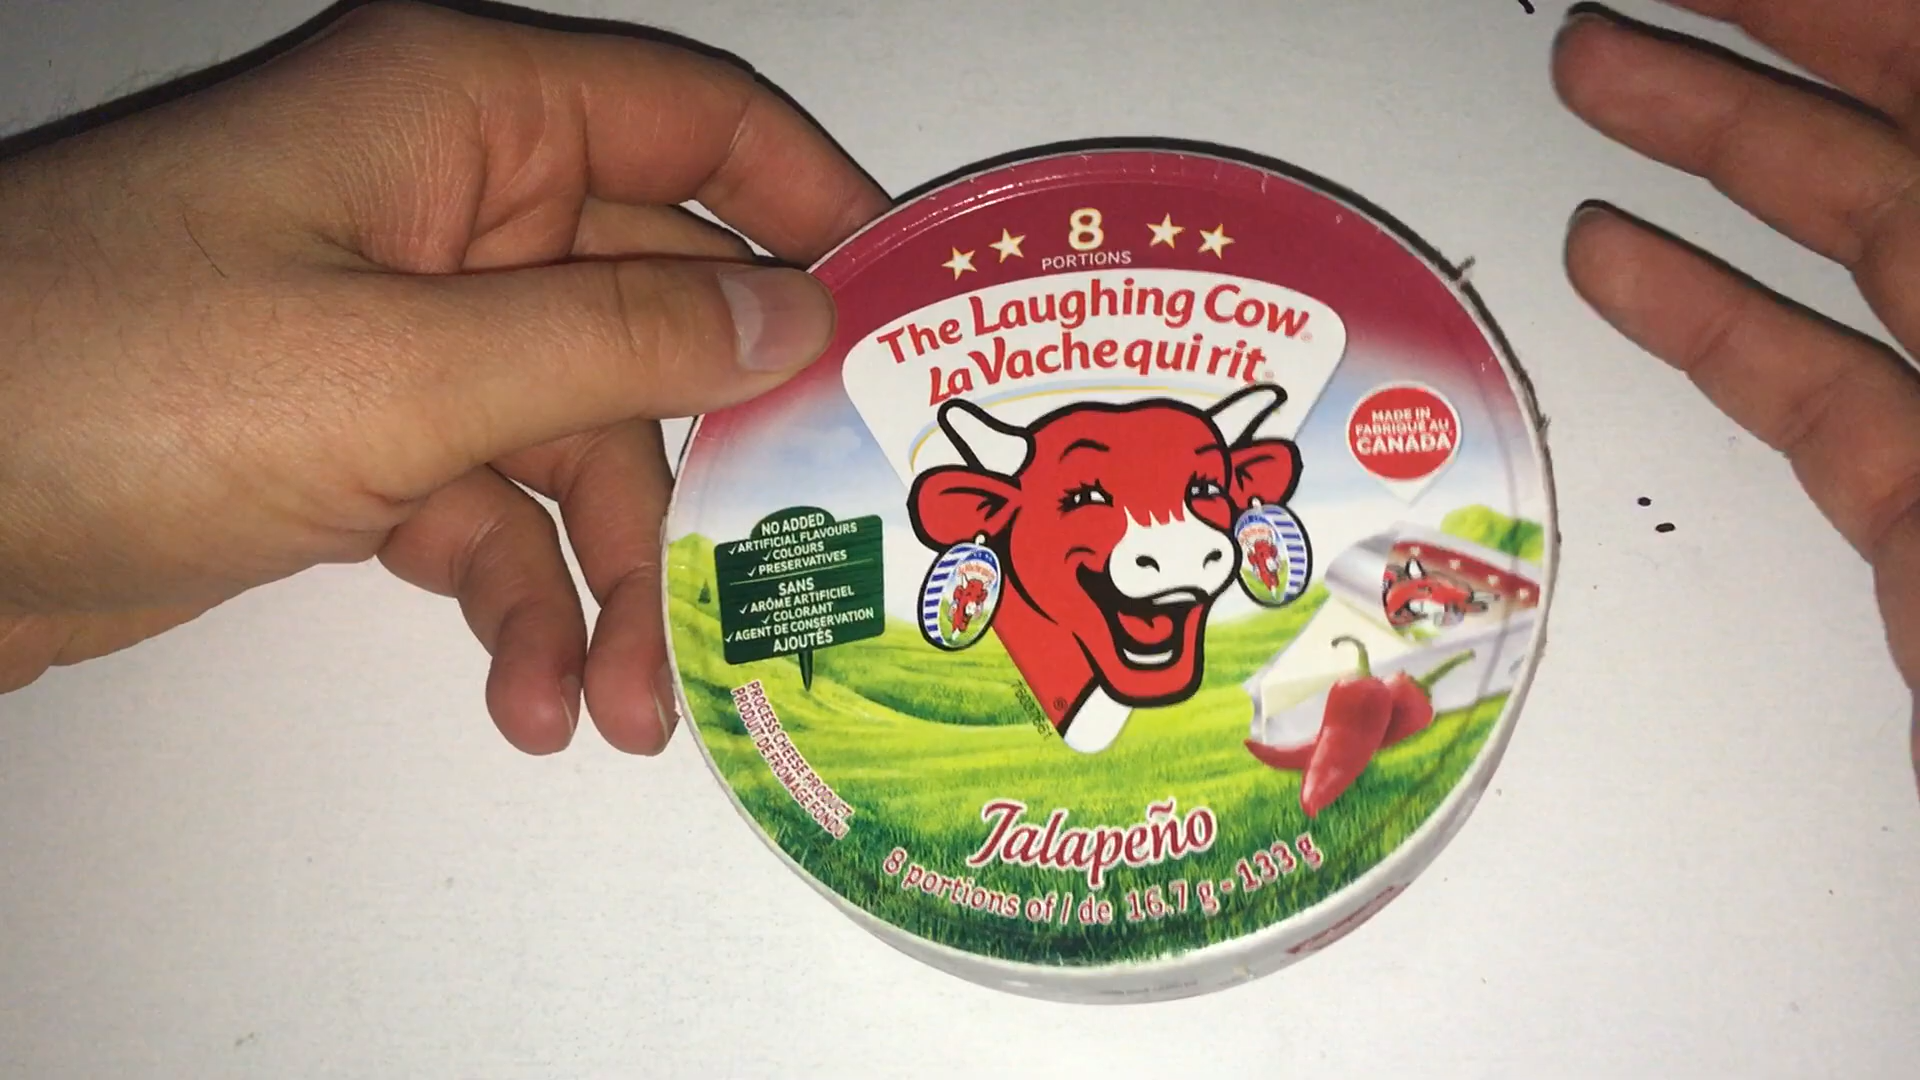 8
PORTIONS
The Laughing Cow
La Vache qui rit
MADE IN
FABRIQUÉ AU
CANADA
NO ADDED
✓ARTIFICIAL FLAVOURS
✓COLOURS
✓PRESERVATIVES
SANS
✓ARÔME ARTIFICIEL
✓COLORANT
✓AGENT DE CONSERVATION
AJOUTÉS
PROCESS CHEESE PRODUCT
PRODUIT DE FROMAGE FONDU
Jalapeño
8 portions of / de 16.7 g - 133 g